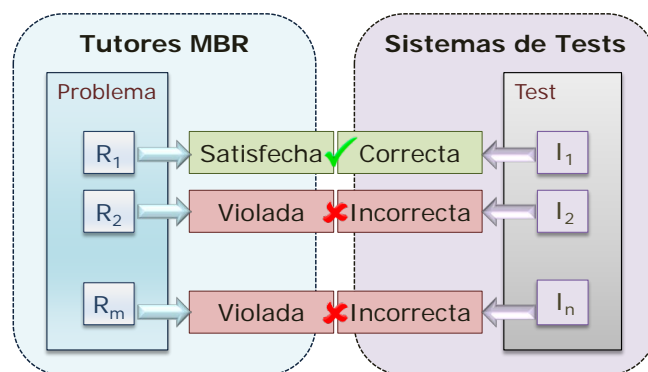 Tutores MBR
Sistemas de Tests
Problema
Test
R1
Satisfecha
Correcta
I1
R2
Violada
Incorrecta
I2
Rm
Violada
Incorrecta
In